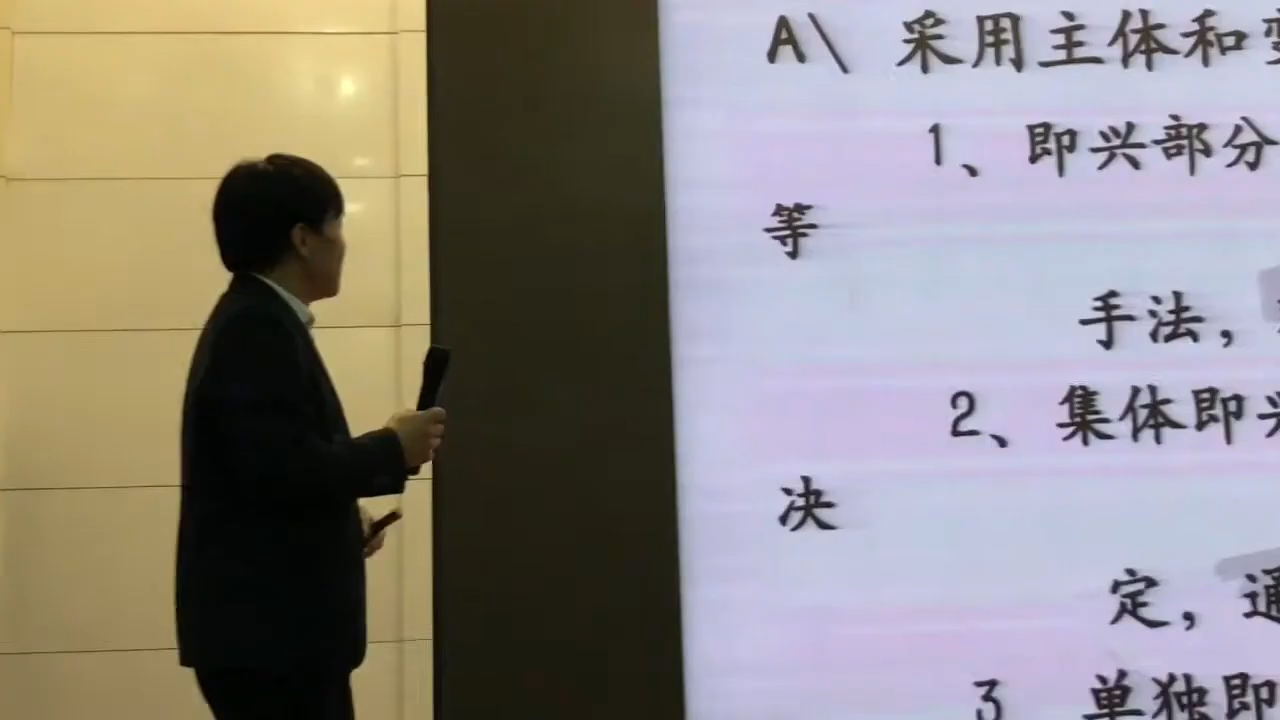 A\ 采用主体和
1、即兴部分
等
手法，
2、集体即兴
决
定，通
3 单独即